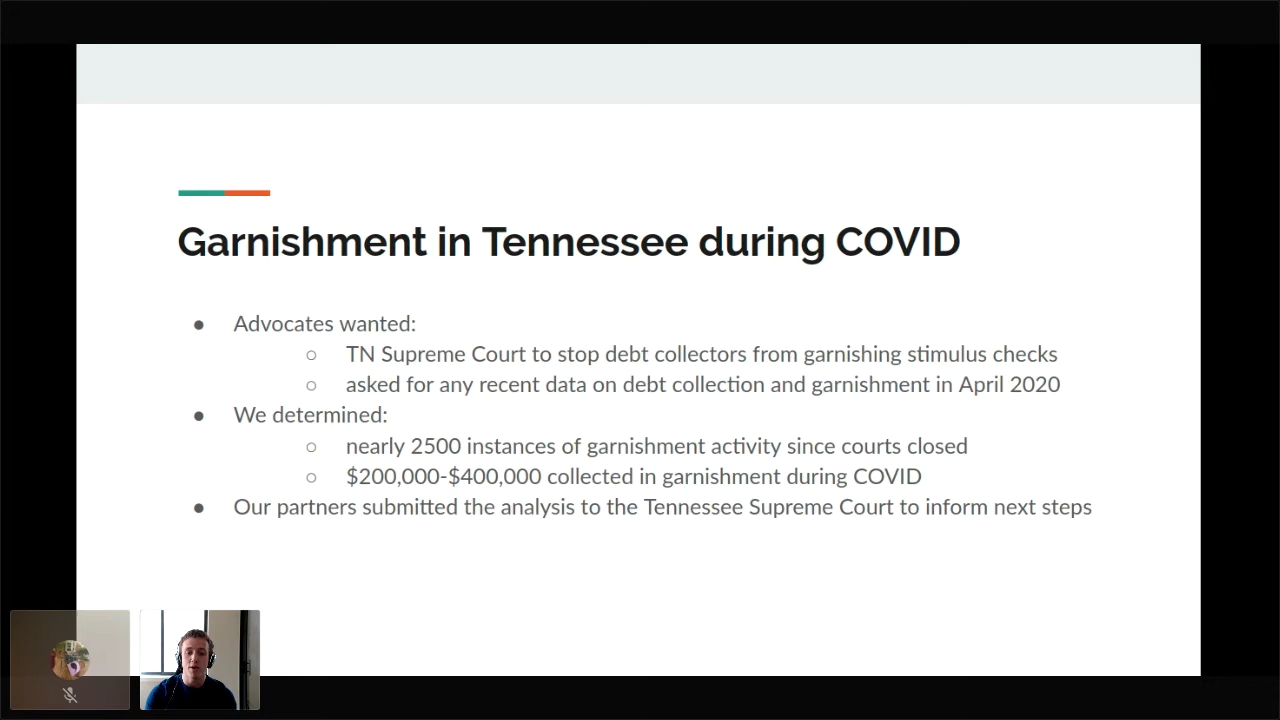 Garnishment in Tennessee during COVID
● Advocates wanted:
○ TN Supreme Court to stop debt collectors from garnishing stimulus checks
○ asked for any recent data on debt collection and garnishment in April 2020
● We determined:
○ nearly 2500 instances of garnishment activity since courts closed
○ $200,000-$400,000 collected in garnishment during COVID
● Our partners submitted the analysis to the Tennessee Supreme Court to inform next steps